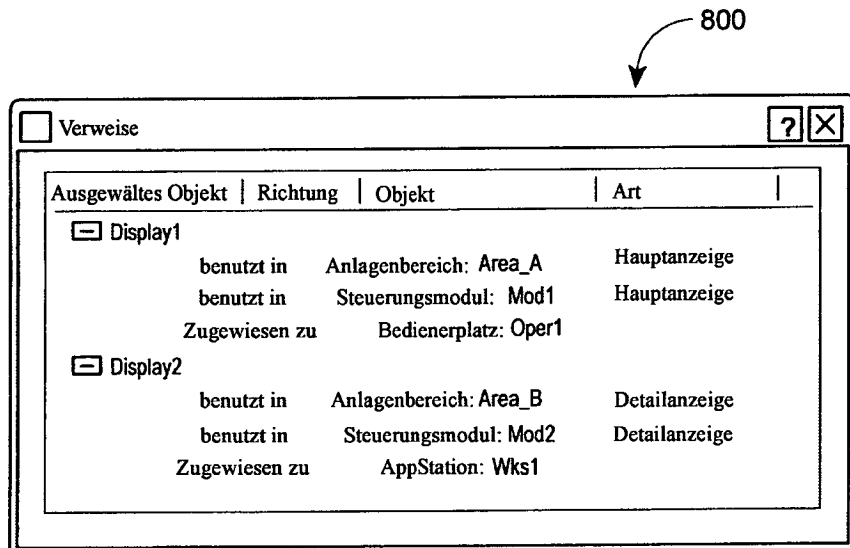 800
Verweise ?
Ausgewältes Objekt Richtung Objekt Art
Display1
benutzt in Anlagenbereich: Area_A Hauptanzeige
benutzt in Steuerungsmodul: Mod1 Hauptanzeige
Zugewiesen zu Bedienerplatz: Oper1
Display2
benutzt in Anlagenbereich: Area_B Detailanzeige
benutzt in Steuerungsmodul: Mod2 Detailanzeige
Zugewiesen zu AppStation: Wks1